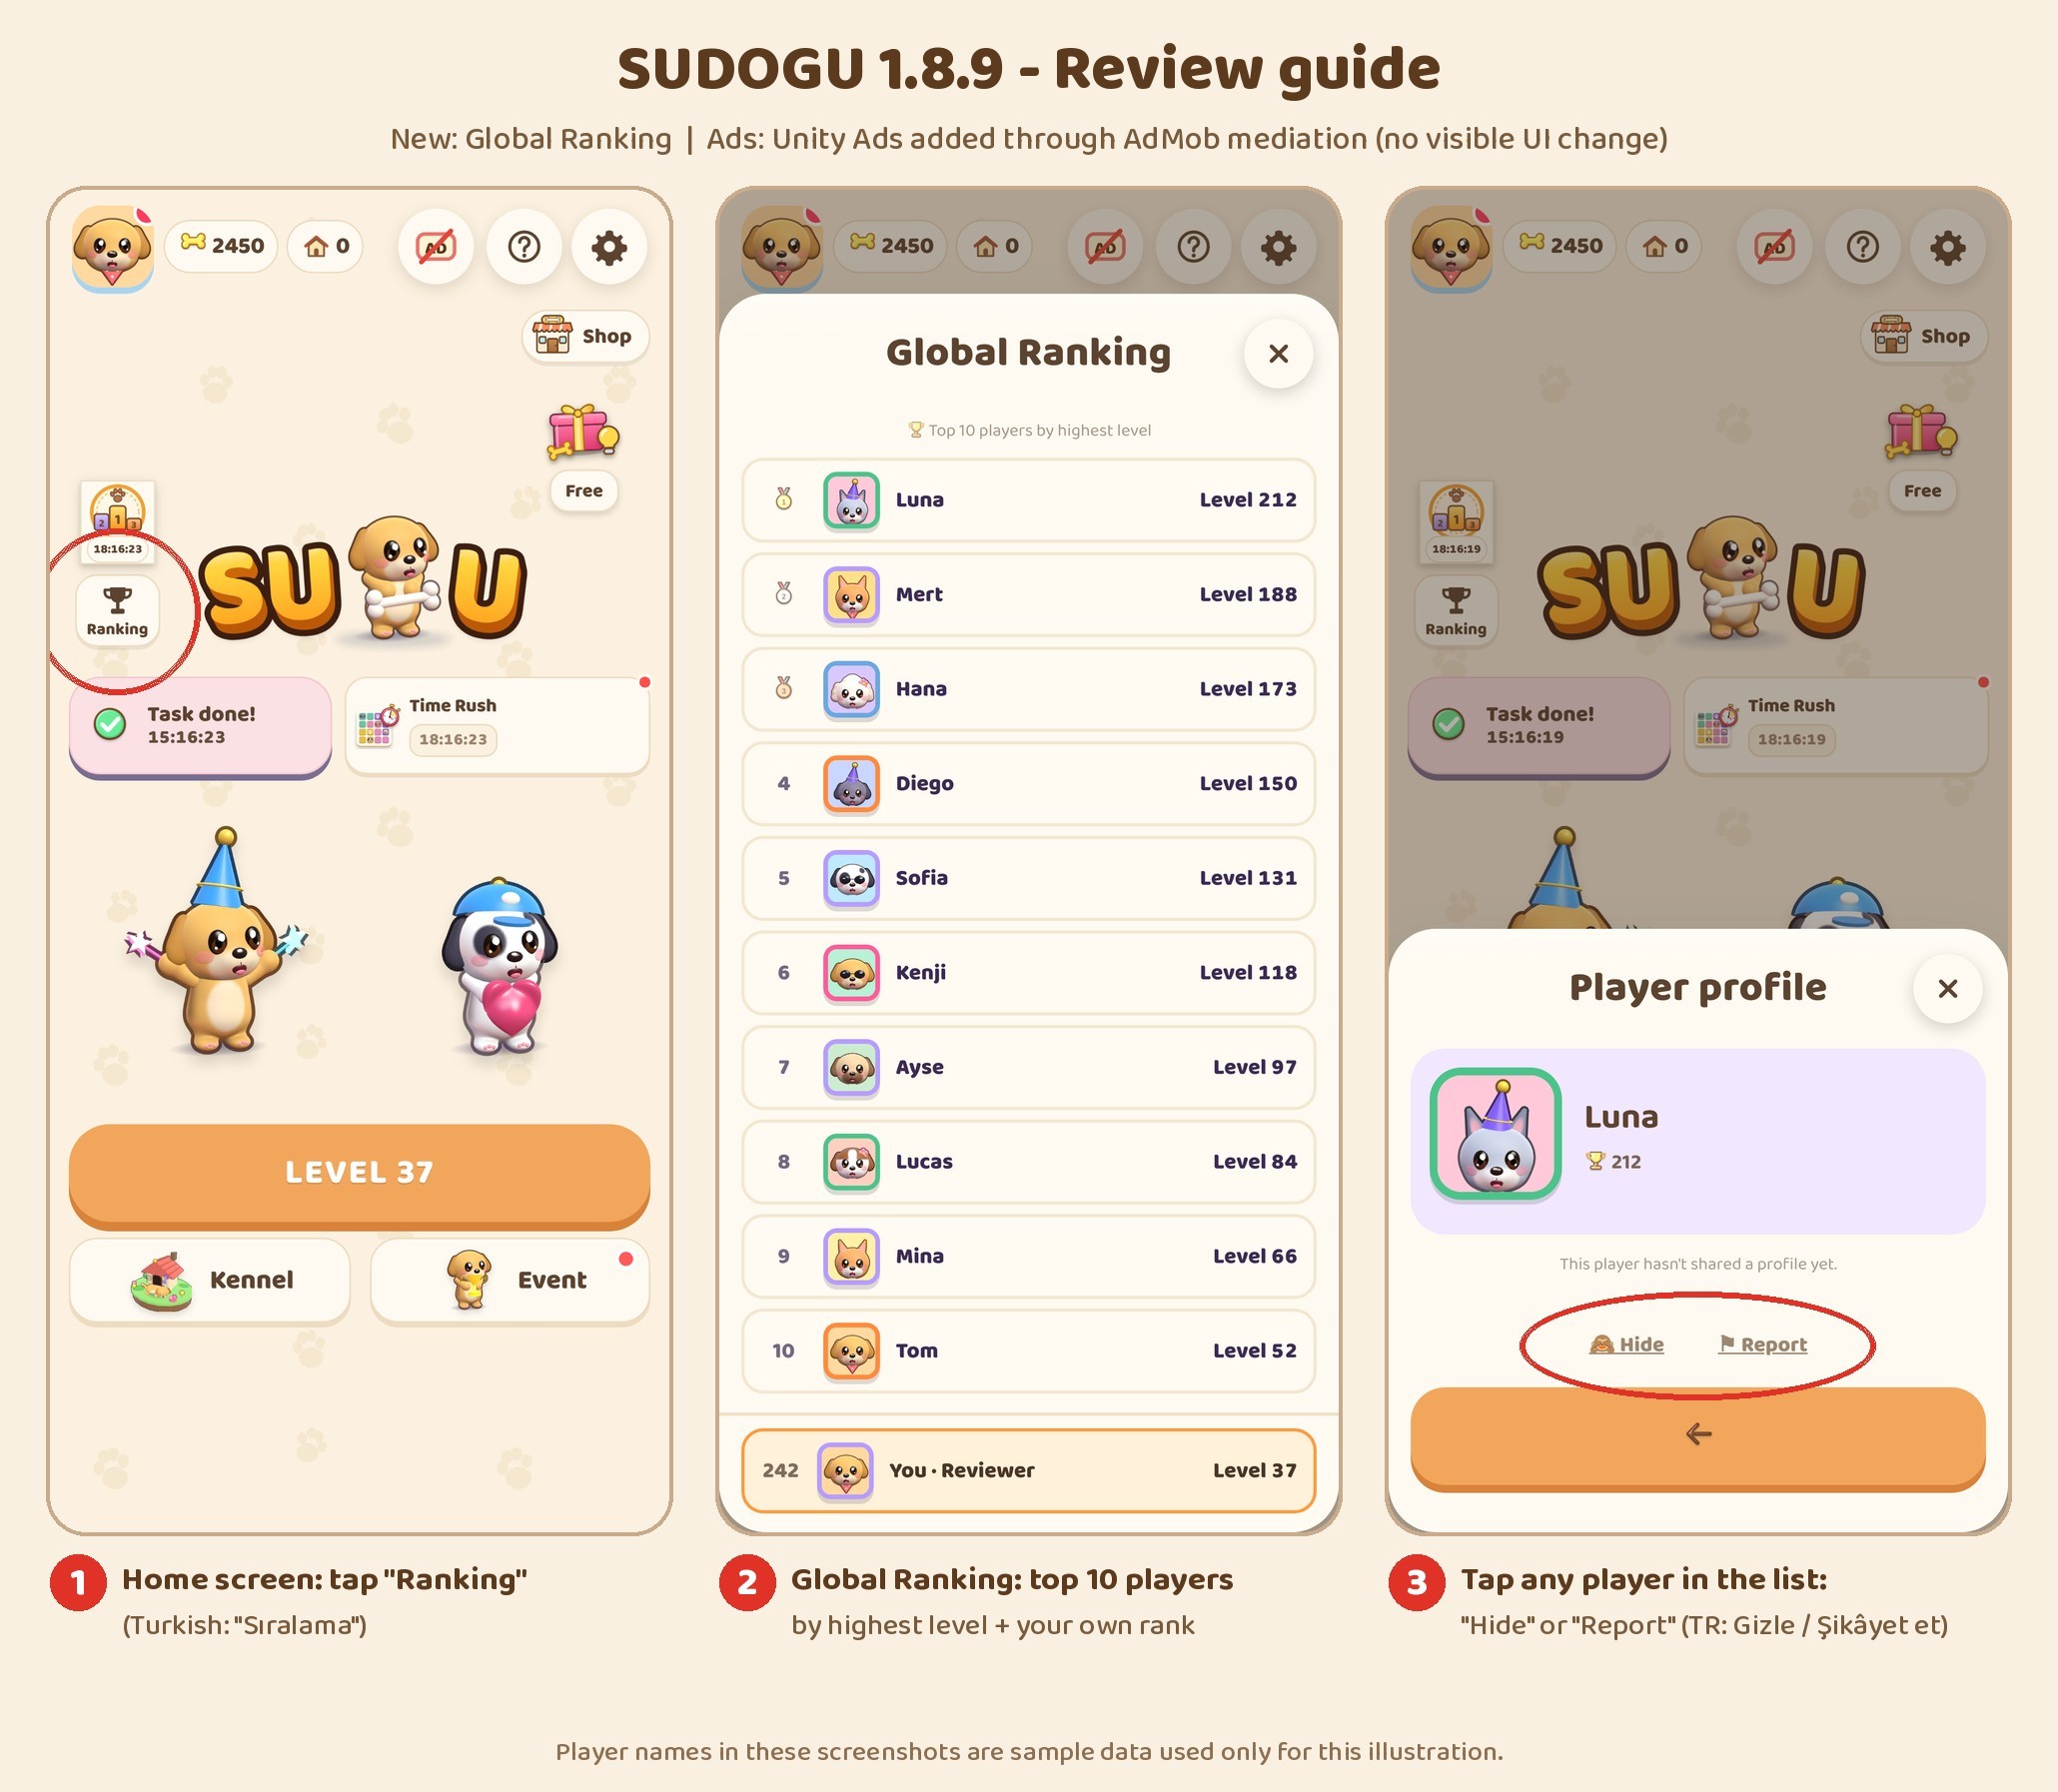 SUDOGU 1.8.9 - Review guide
New: Global Ranking | Ads: Unity Ads added through AdMob mediation (no visible UI change)
2450
0
AD
?
Shop
Free
2 1 3
18:16:23
Ranking
SU U
Task done!
15:16:23
Time Rush
18:16:23
LEVEL 37
Kennel
Event
1
Home screen: tap "Ranking"
(Turkish: "Sıralama")
2450
0
AD
?
Global Ranking
Top 10 players by highest level
1 Luna Level 212
2 Mert Level 188
3 Hana Level 173
4 Diego Level 150
5 Sofia Level 131
6 Kenji Level 118
7 Ayse Level 97
8 Lucas Level 84
9 Mina Level 66
10 Tom Level 52
242 You · Reviewer Level 37
2
Global Ranking: top 10 players
by highest level + your own rank
2450
0
AD
?
Shop
Free
2 1 3
18:16:19
Ranking
SU U
Task done!
15:16:19
Time Rush
18:16:19
Player profile
Luna
212
This player hasn't shared a profile yet.
Hide Report
3
Tap any player in the list:
"Hide" or "Report" (TR: Gizle / Şikâyet et)
Player names in these screenshots are sample data used only for this illustration.